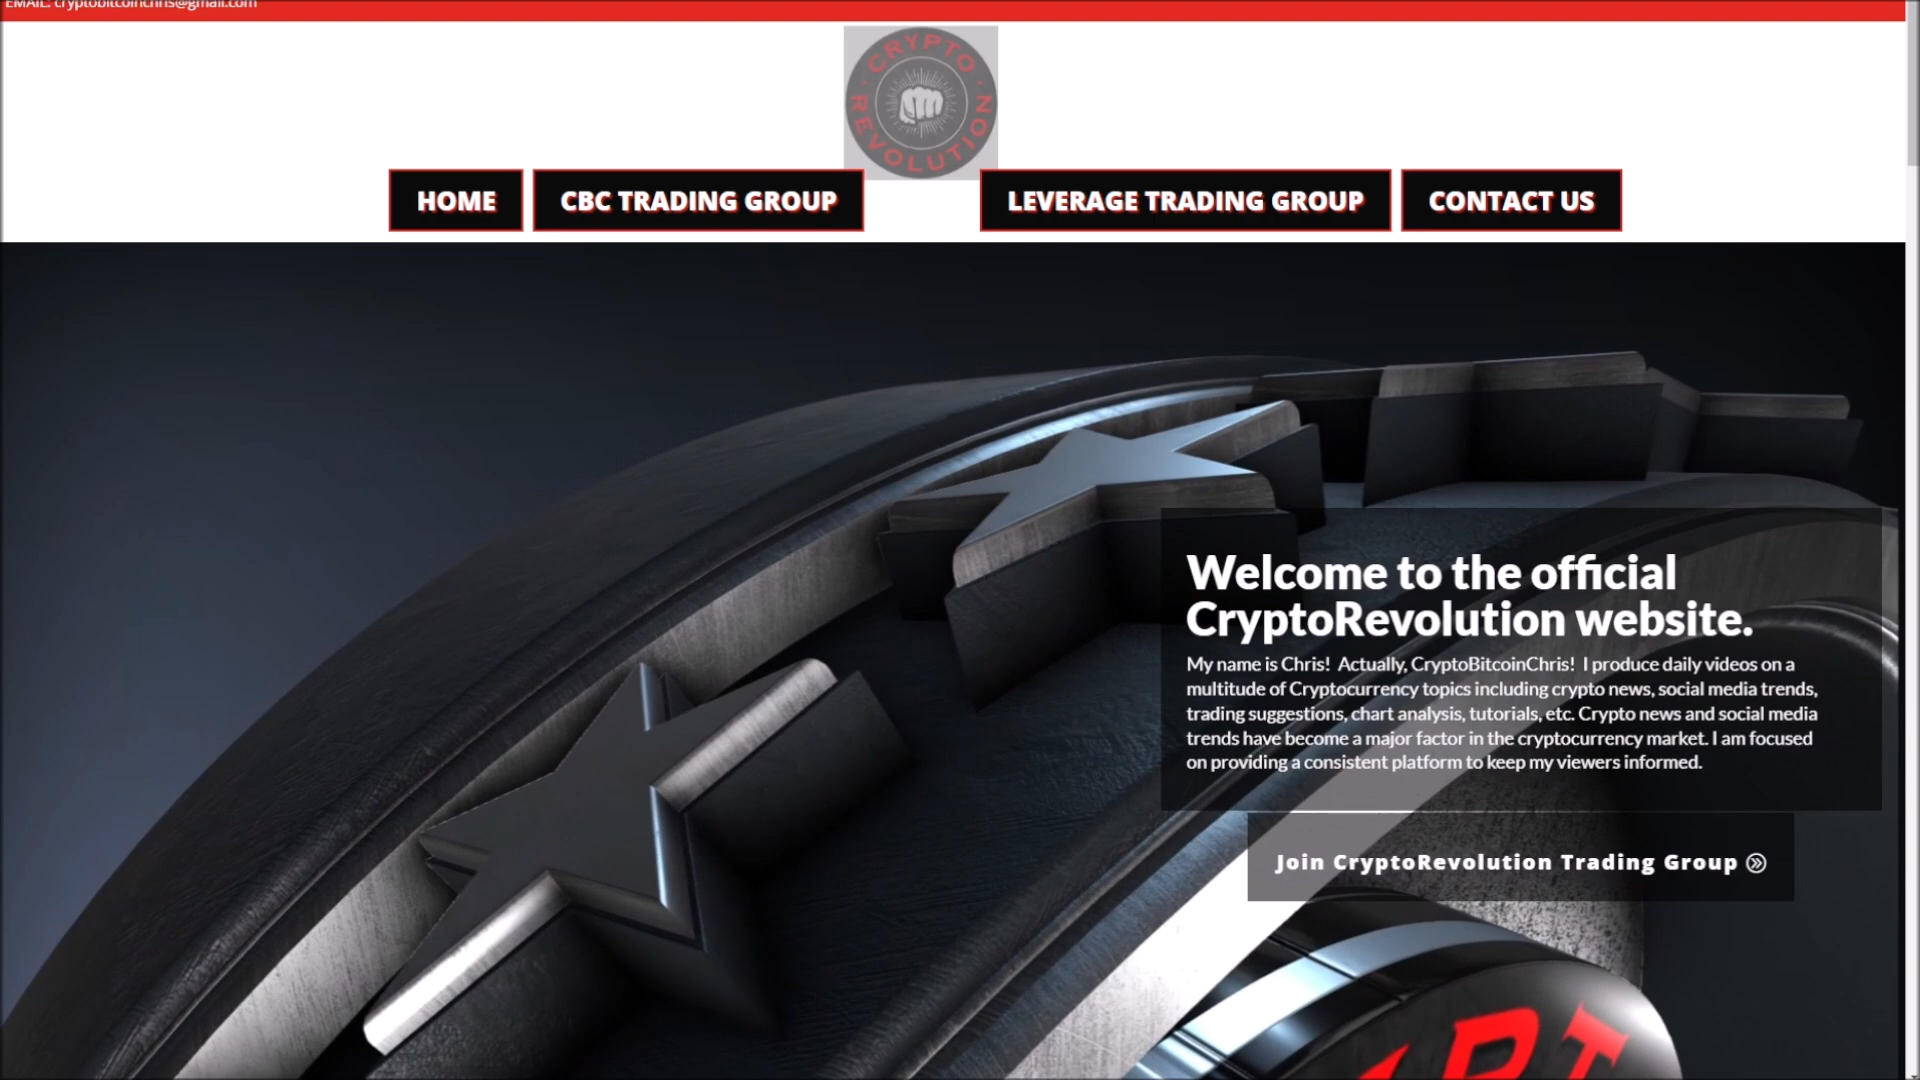 EMAIL: cryptobitcoinchris@gmail.com
CRYPTO REVOLUTION
HOME
CBC TRADING GROUP
LEVERAGE TRADING GROUP
CONTACT US
Welcome to the official
CryptoRevolution website.
My name is Chris! Actually, CryptoBitcoinChris! I produce daily videos on a
multitude of Cryptocurrency topics including crypto news, social media trends,
trading suggestions, chart analysis, tutorials, etc. Crypto news and social media
trends have become a major factor in the cryptocurrency market. I am focused
on providing a consistent platform to keep my viewers informed.
Join CryptoRevolution Trading Group